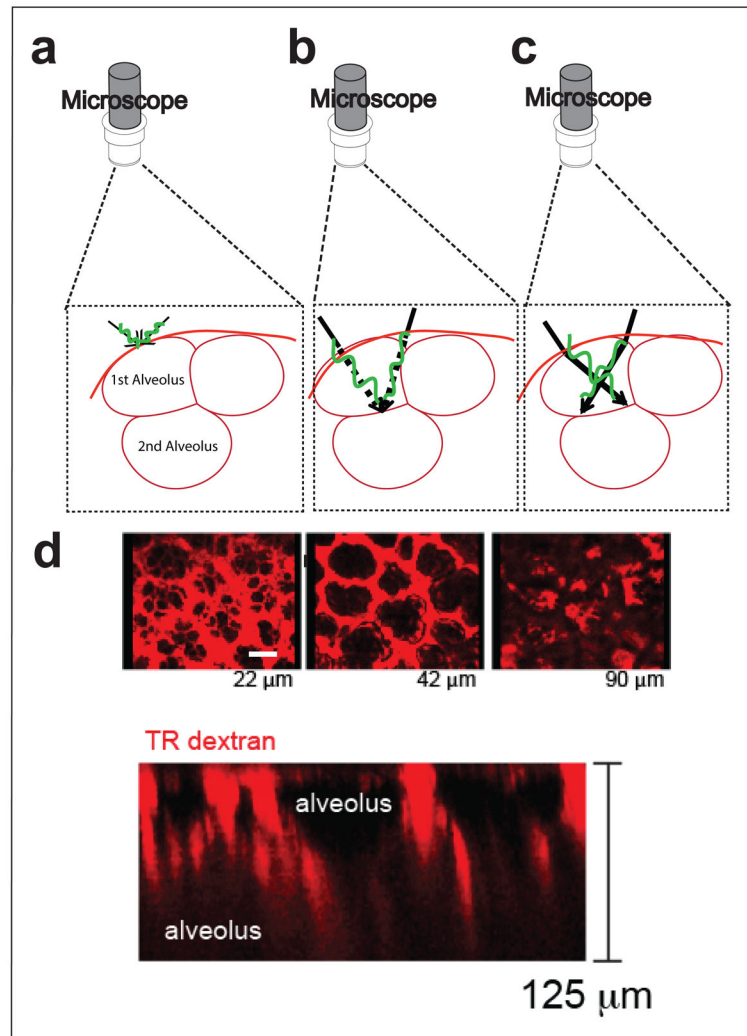 a
Microscope
b
Microscope
c
Microscope
1st Alveolus
2nd Alveolus
d
22 μm
42 μm
90 μm
TR dextran
alveolus
alveolus
125 μm